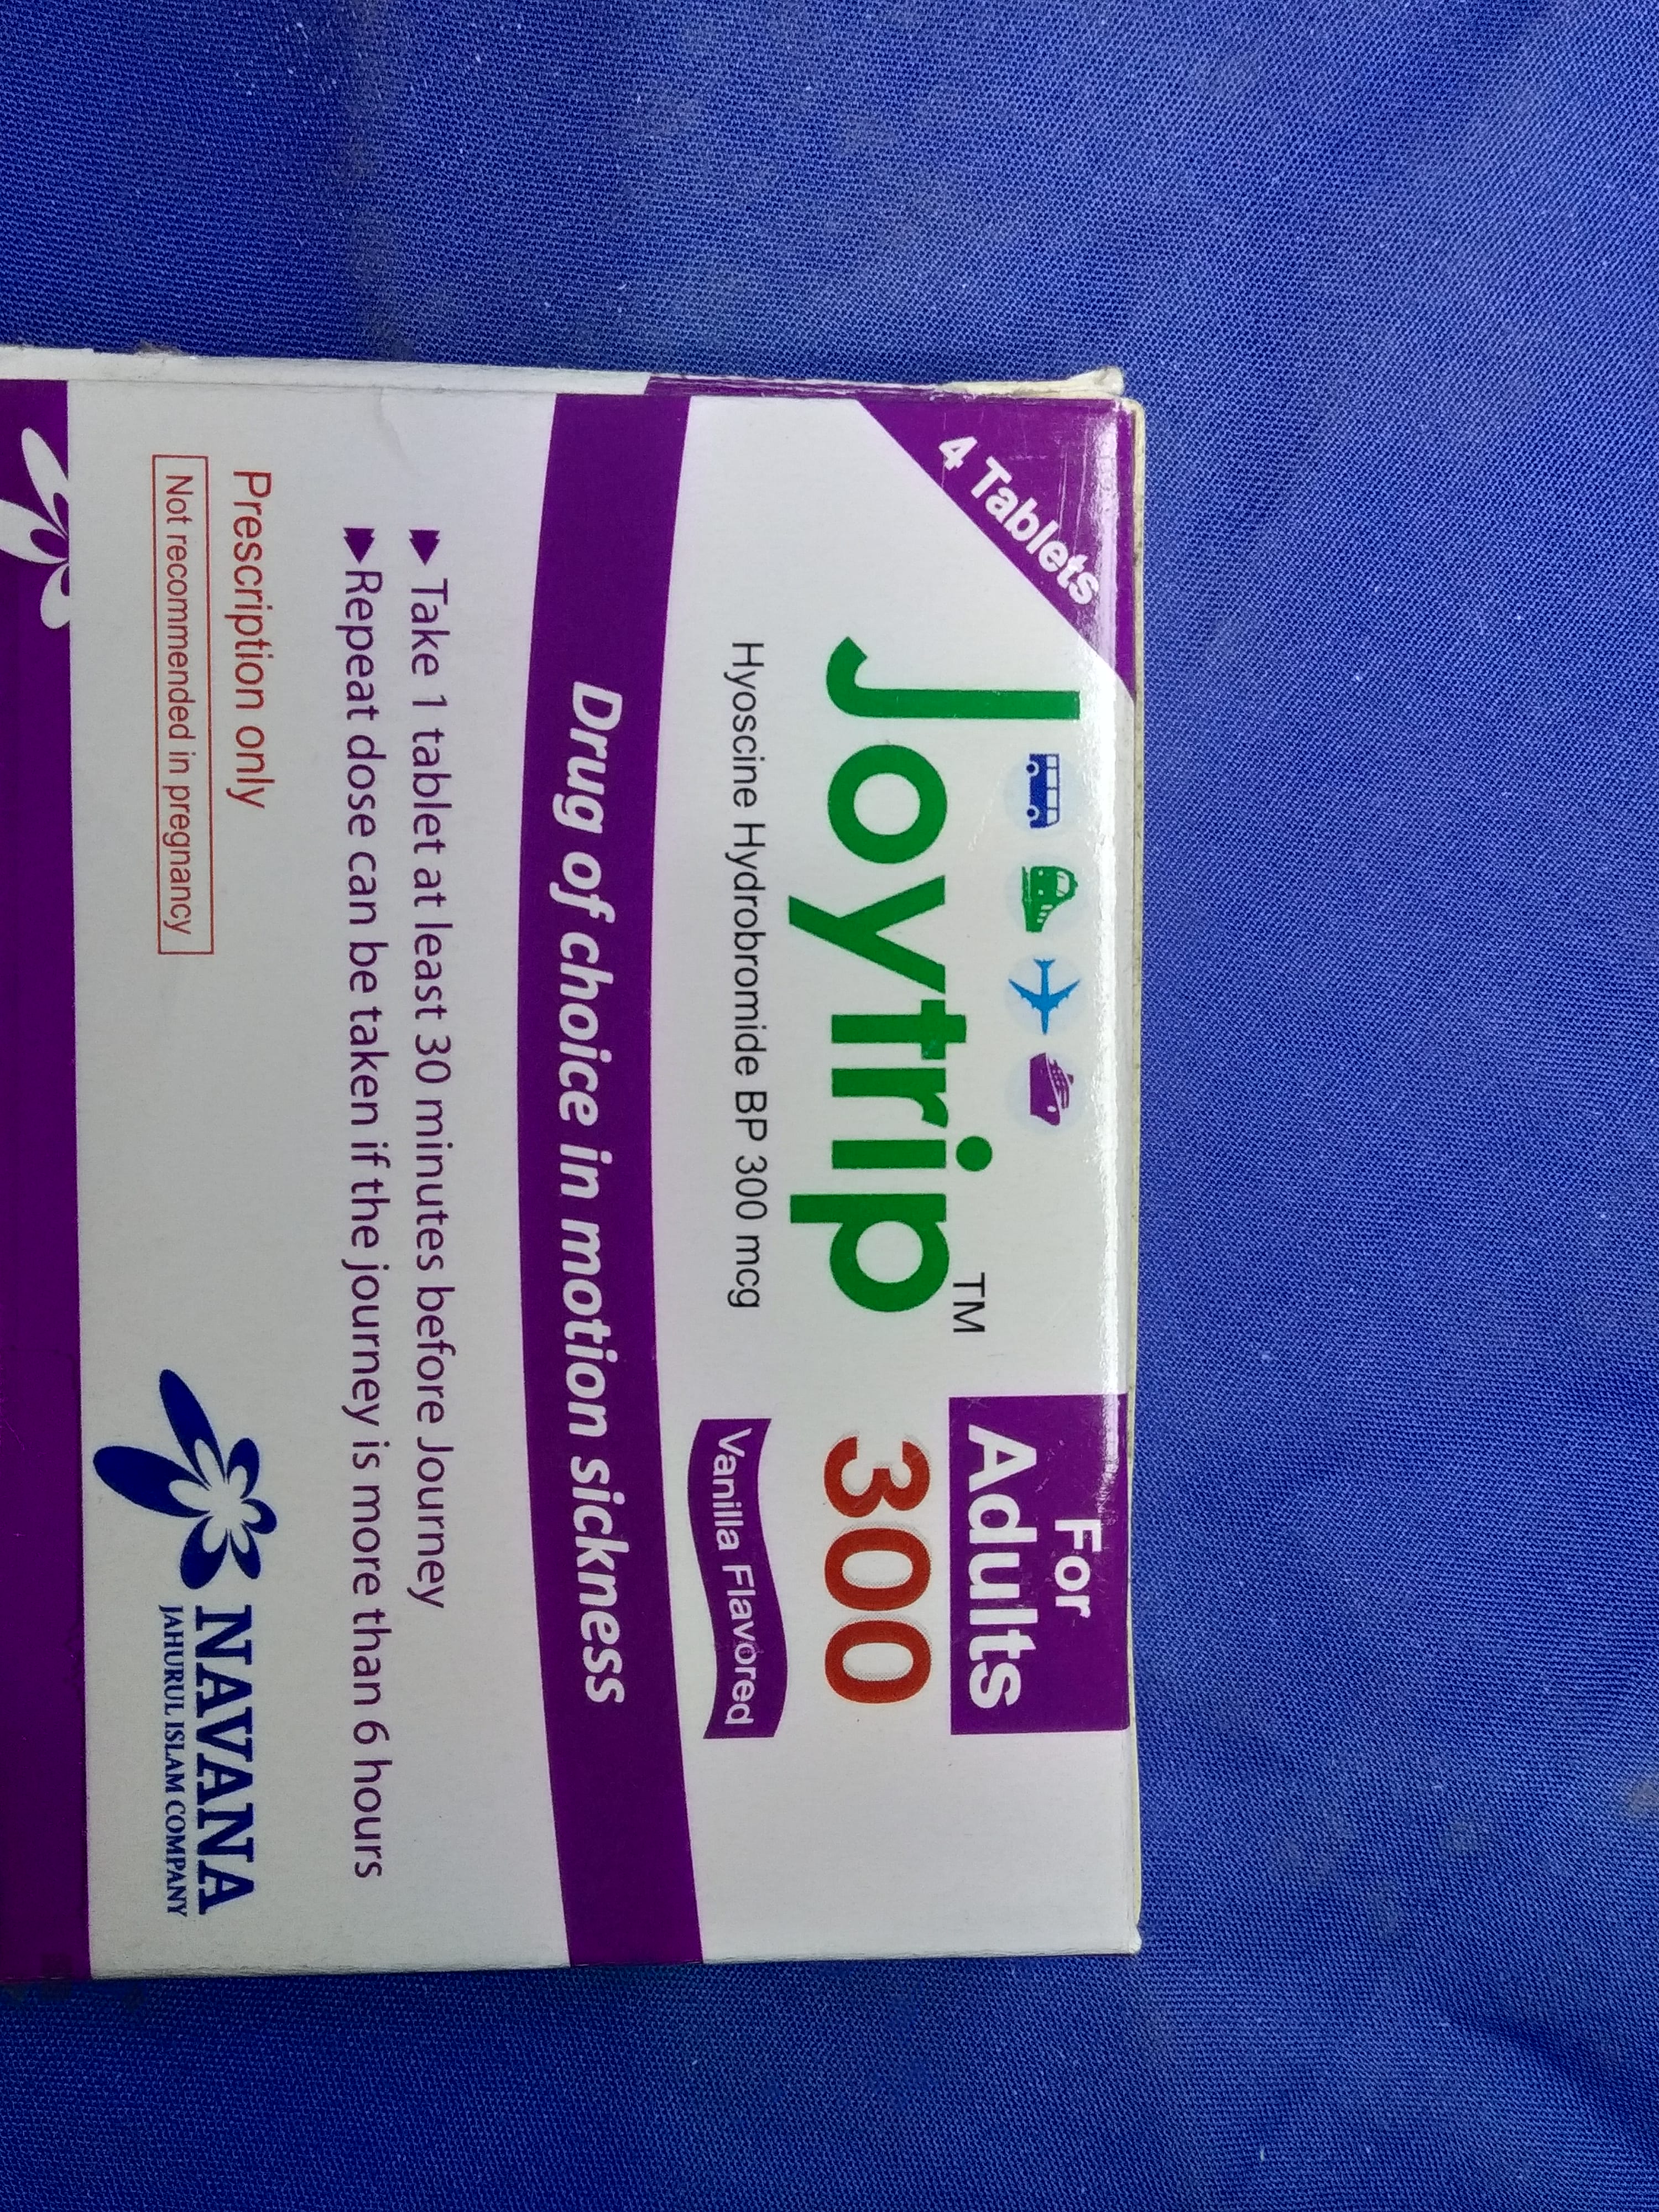 4 Tablets
Joytrip™
For
Adults
300
Hyoscine Hydrobromide BP 300 mcg
Vanilla Flavored
Drug of choice in motion sickness
Take 1 tablet at least 30 minutes before Journey
Repeat dose can be taken if the journey is more than 6 hours
Prescription only
Not recommended in pregnancy
NAVANA
JAHURUL ISLAM COMPANY